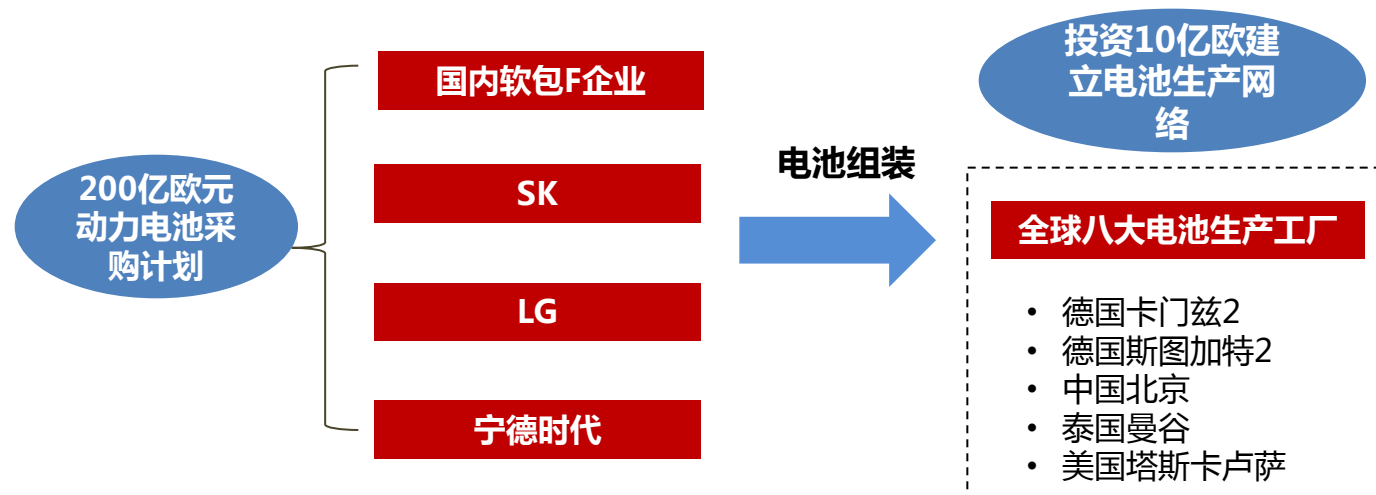 200亿欧元
动力电池采
购计划
国内软包F企业
SK
LG
宁德时代
电池组装
投资10亿欧建
立电池生产网
络
全球八大电池生产工厂
• 德国卡门兹2
• 德国斯图加特2
• 中国北京
• 泰国曼谷
• 美国塔斯卡卢萨